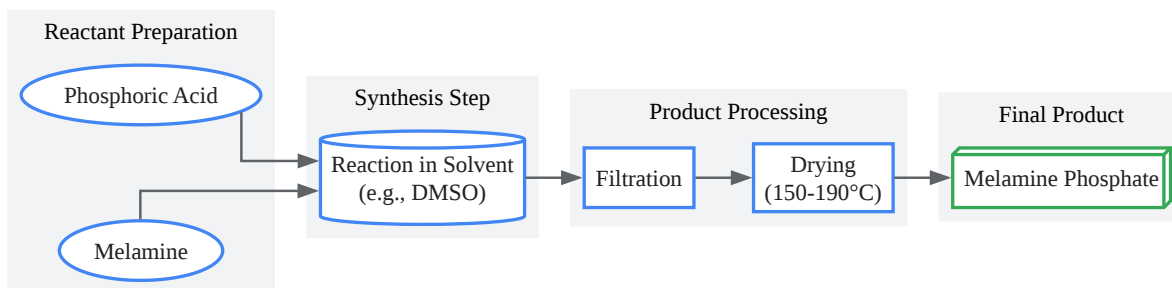 Reactant Preparation
Phosphoric Acid
Melamine
Synthesis Step
Reaction in Solvent
(e.g., DMSO)
Product Processing
Filtration
Drying
(150-190°C)
Final Product
Melamine Phosphate